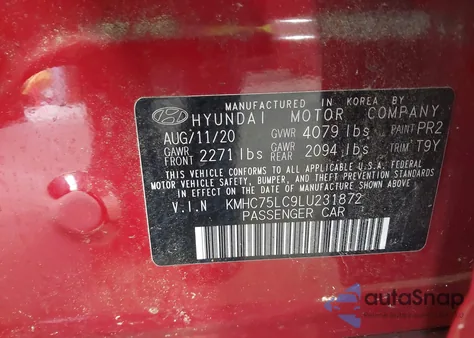 MANUFACTURED IN KOREA BY
HYUNDAI MOTOR COMPANY
AUG/11/20 GVWR 4079 lbs PAINT PR2
GAWR FRONT 2271 lbs GAWR REAR 2094 lbs TRIM T9Y
THIS VEHICLE CONFORMS TO ALL APPLICABLE U.S.A. FEDERAL
MOTOR VEHICLE SAFETY, BUMPER, AND THEFT PREVENTION STANDARDS
IN EFFECT ON THE DATE OF MANUFACTURE SHOWN ABOVE.
V.I.N KMHC75LC9LU231872
PASSENGER CAR
autoSnap